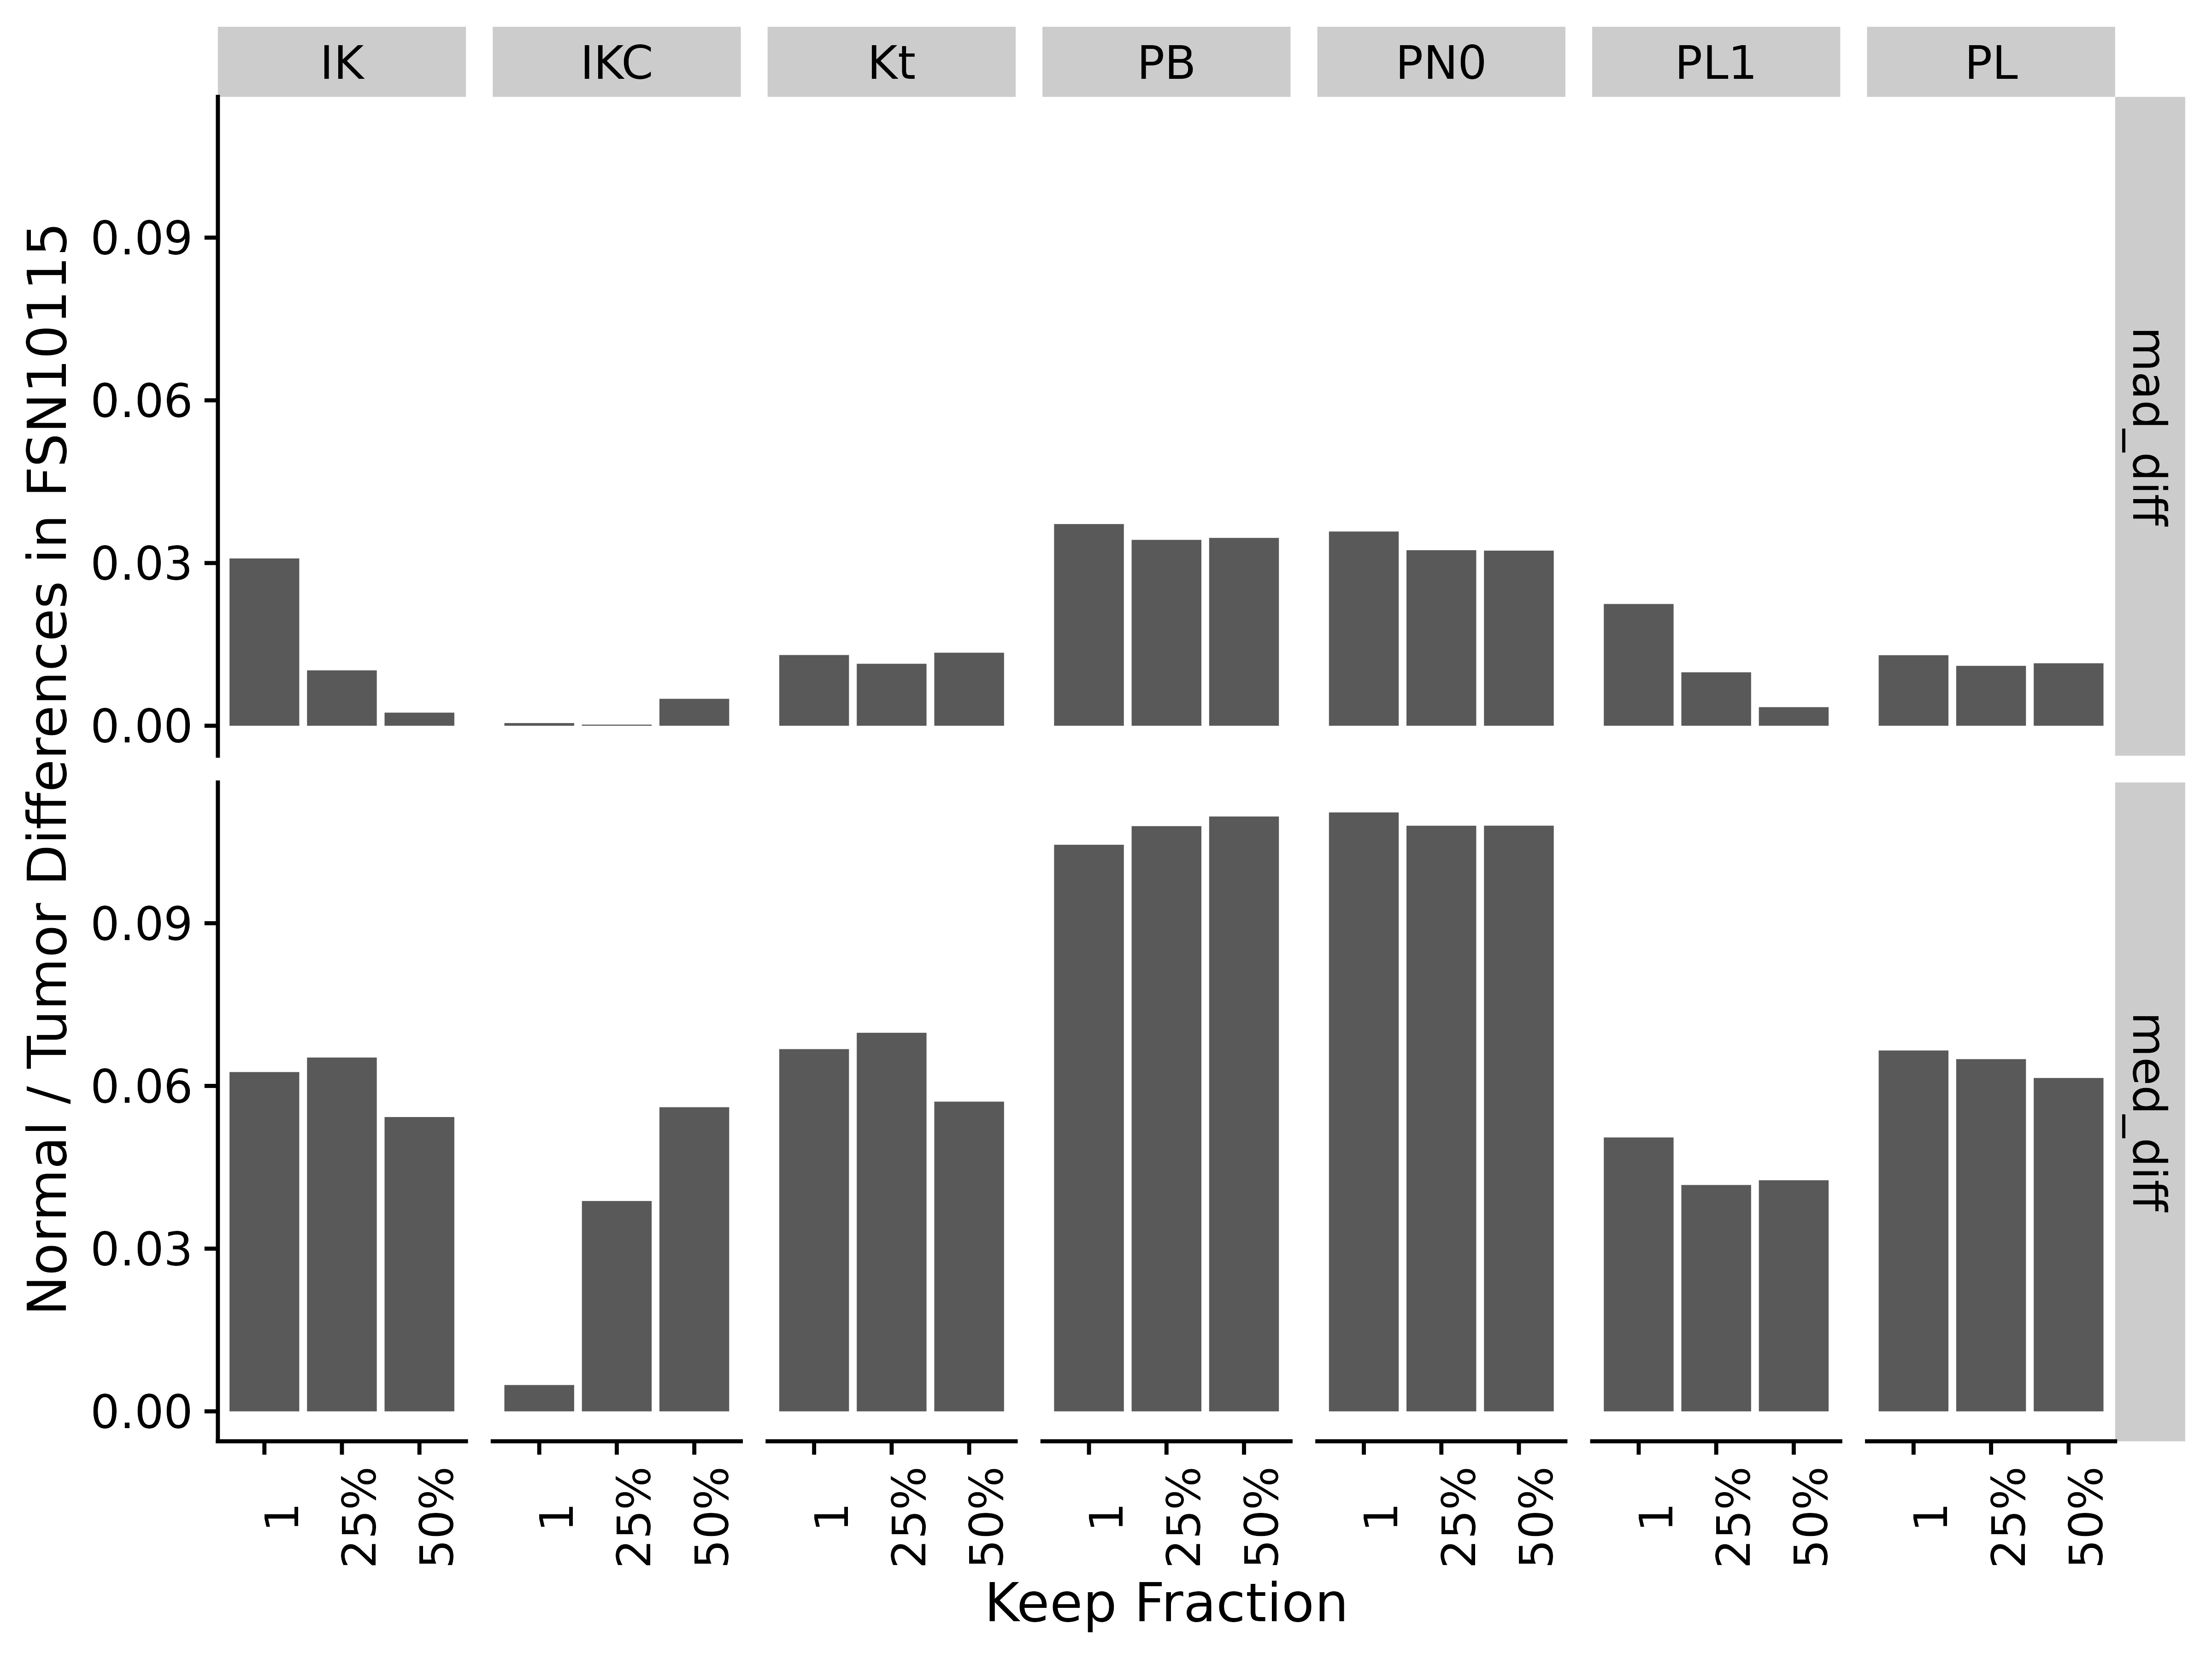 IK IKC Kt PB PN0 PL1 PL
Normal / Tumor Differences in FSN10115
0.09
0.06
0.03
0.00
mad_diff
0.09
0.06
0.03
0.00
med_diff
1 25% 50% 1 25% 50% 1 25% 50% 1 25% 50% 1 25% 50% 1 25% 50% 1 25% 50%
Keep Fraction